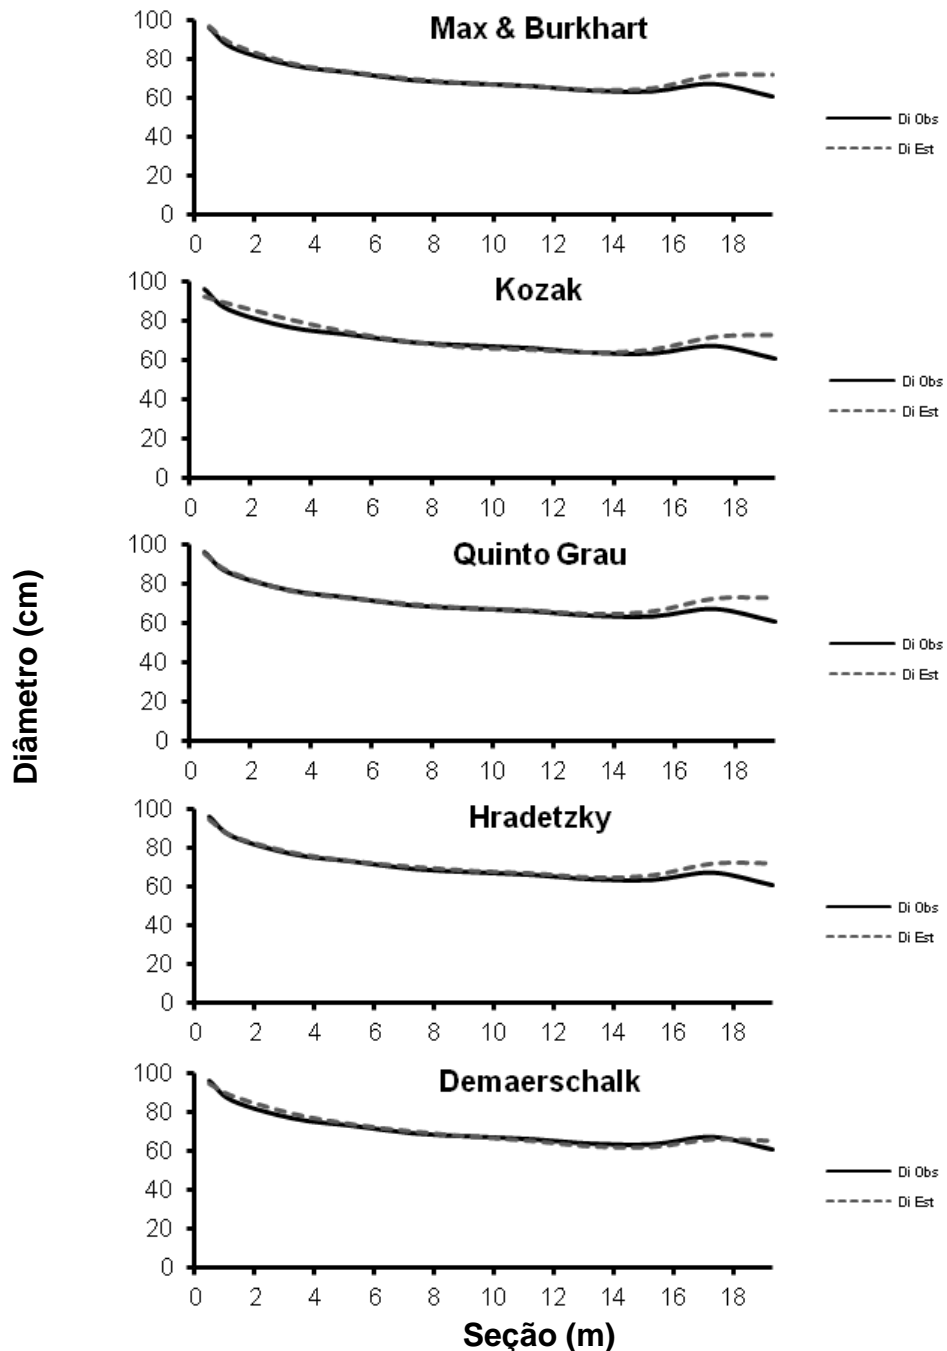 Diâmetro (cm)
Max & Burkhart
100
80
60
40
20
0
0 2 4 6 8 10 12 14 16 18
Di Obs
Di Est
Kozak
100
80
60
40
20
0
0 2 4 6 8 10 12 14 16 18
Di Obs
Di Est
Quinto Grau
100
80
60
40
20
0
0 2 4 6 8 10 12 14 16 18
Di Obs
Di Est
Hradetzky
100
80
60
40
20
0
0 2 4 6 8 10 12 14 16 18
Di Obs
Di Est
Demaerschalk
100
80
60
40
20
0
0 2 4 6 8 10 12 14 16 18
Di Obs
Di Est
Seção (m)